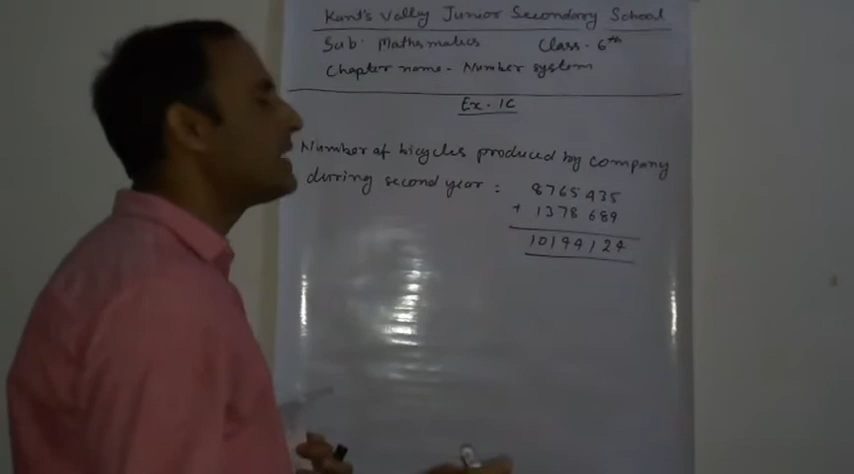 Kant's Valley Junior Secondary School
Sub: Mathematics Class - 6th
Chapter name - Number system
Ex - 1C
Number of bicycles produced by company
during second year : 8765435
+ 1378689
10144124